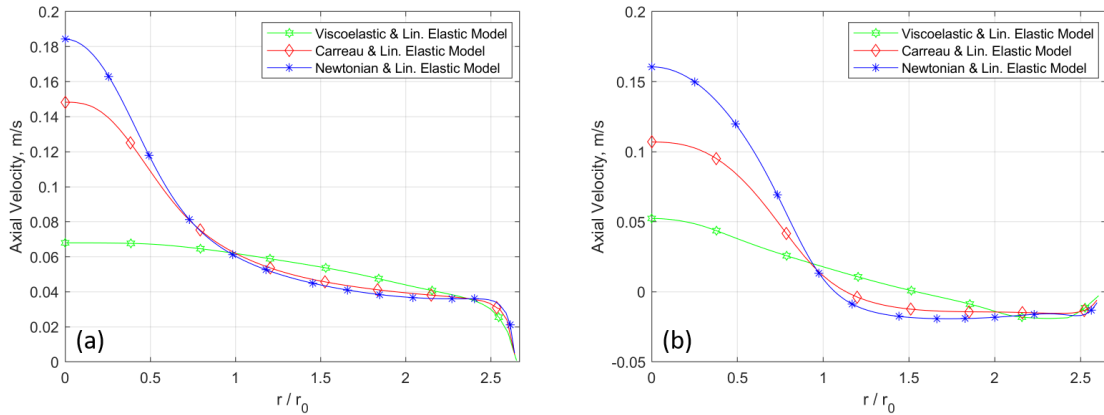 0.2
0.18
0.16
0.14
0.12
0.1
0.08
0.06
0.04
0.02
0
Axial Velocity, m/s
Viscoelastic & Lin. Elastic Model
Carreau & Lin. Elastic Model
Newtonian & Lin. Elastic Model
(a)
0 0.5 1 1.5 2 2.5
r / r0
0.2
0.15
0.1
0.05
0
-0.05
Axial Velocity, m/s
Viscoelastic & Lin. Elastic Model
Carreau & Lin. Elastic Model
Newtonian & Lin. Elastic Model
(b)
0 0.5 1 1.5 2 2.5
r / r0